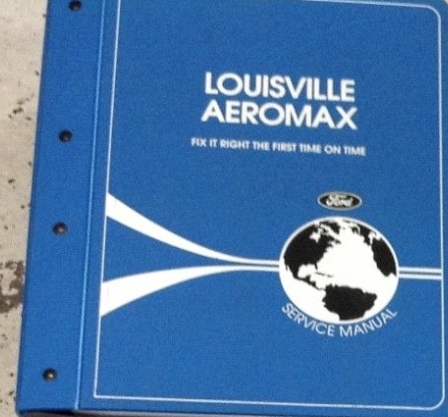 LOUISVILLE
AEROMAX
FIX IT RIGHT THE FIRST TIME ON TIME
Ford
SERVICE MANUAL